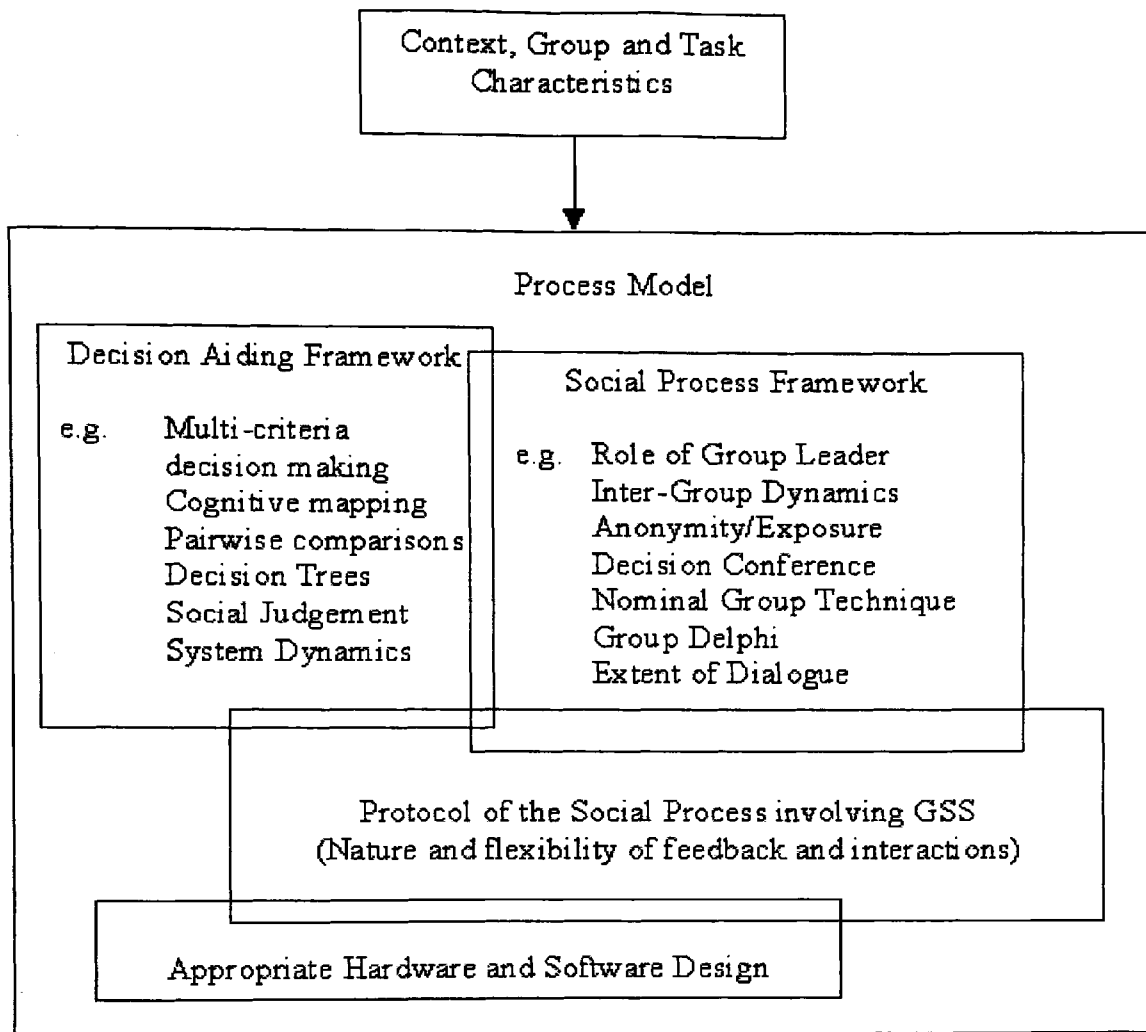 Context, Group and Task
Characteristics
Process Model
Decision Aiding Framework
e.g. Multi-criteria
decision making
Cognitive mapping
Pairwise comparisons
Decision Trees
Social Judgement
System Dynamics
Social Process Framework
e.g. Role of Group Leader
Inter-Group Dynamics
Anonymity/Exposure
Decision Conference
Nominal Group Technique
Group Delphi
Extent of Dialogue
Protocol of the Social Process involving GSS
(Nature and flexibility of feedback and interactions)
Appropriate Hardware and Software Design